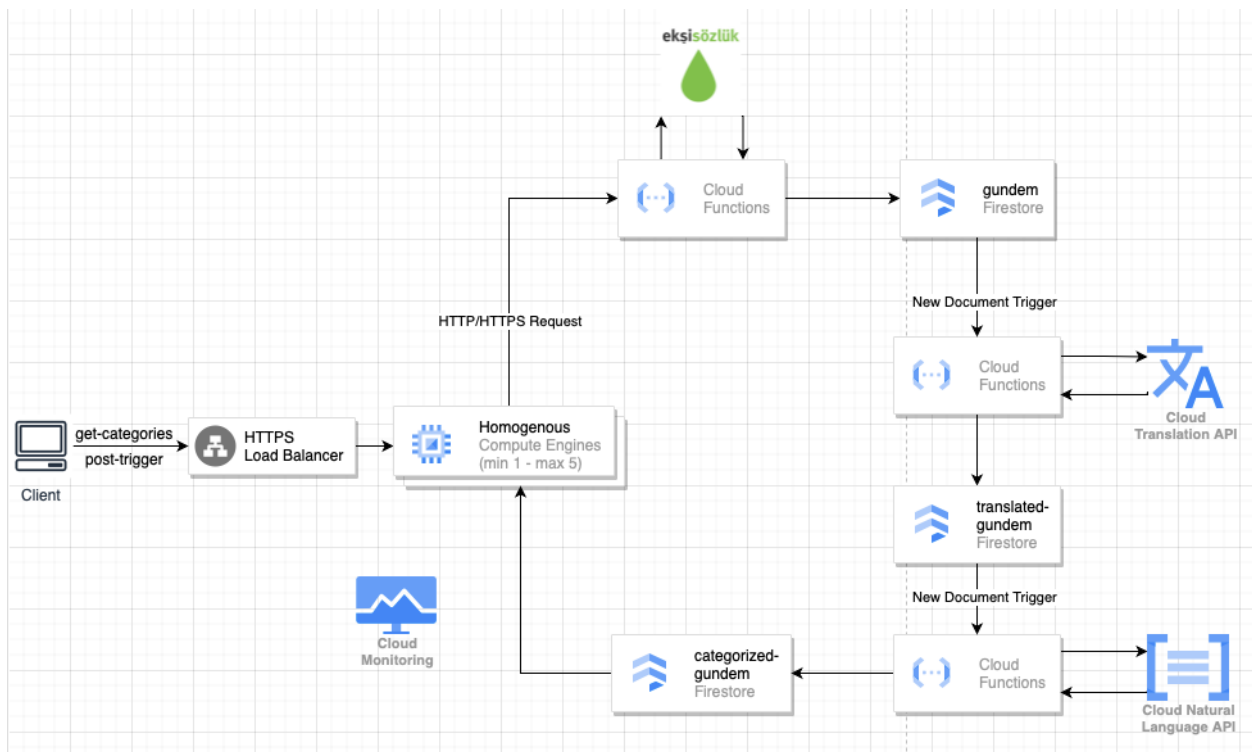 ekşisözlük
Cloud
Functions
gundem
Firestore
New Document Trigger
HTTP/HTTPS Request
Cloud
Functions
Cloud
Translation API
get-categories
post-trigger
Client
HTTPS
Load Balancer
Homogenous
Compute Engines
(min 1 - max 5)
translated-
gundem
Firestore
New Document Trigger
Cloud
Monitoring
categorized-
gundem
Firestore
Cloud
Functions
Cloud Natural
Language API